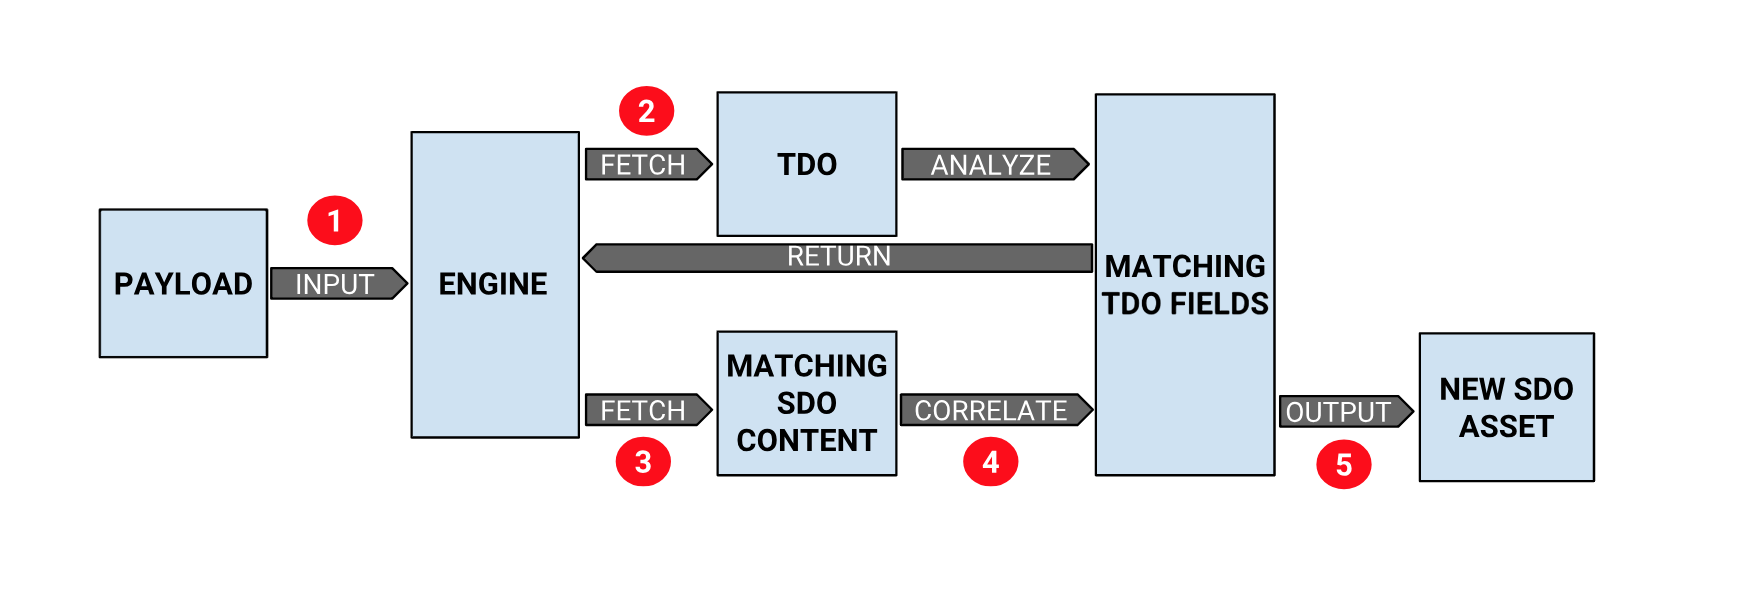 PAYLOAD
1
INPUT
ENGINE
2
FETCH
TDO
ANALYZE
RETURN
MATCHING
TDO FIELDS
FETCH
3
MATCHING
SDO
CONTENT
CORRELATE
4
OUTPUT
5
NEW SDO
ASSET